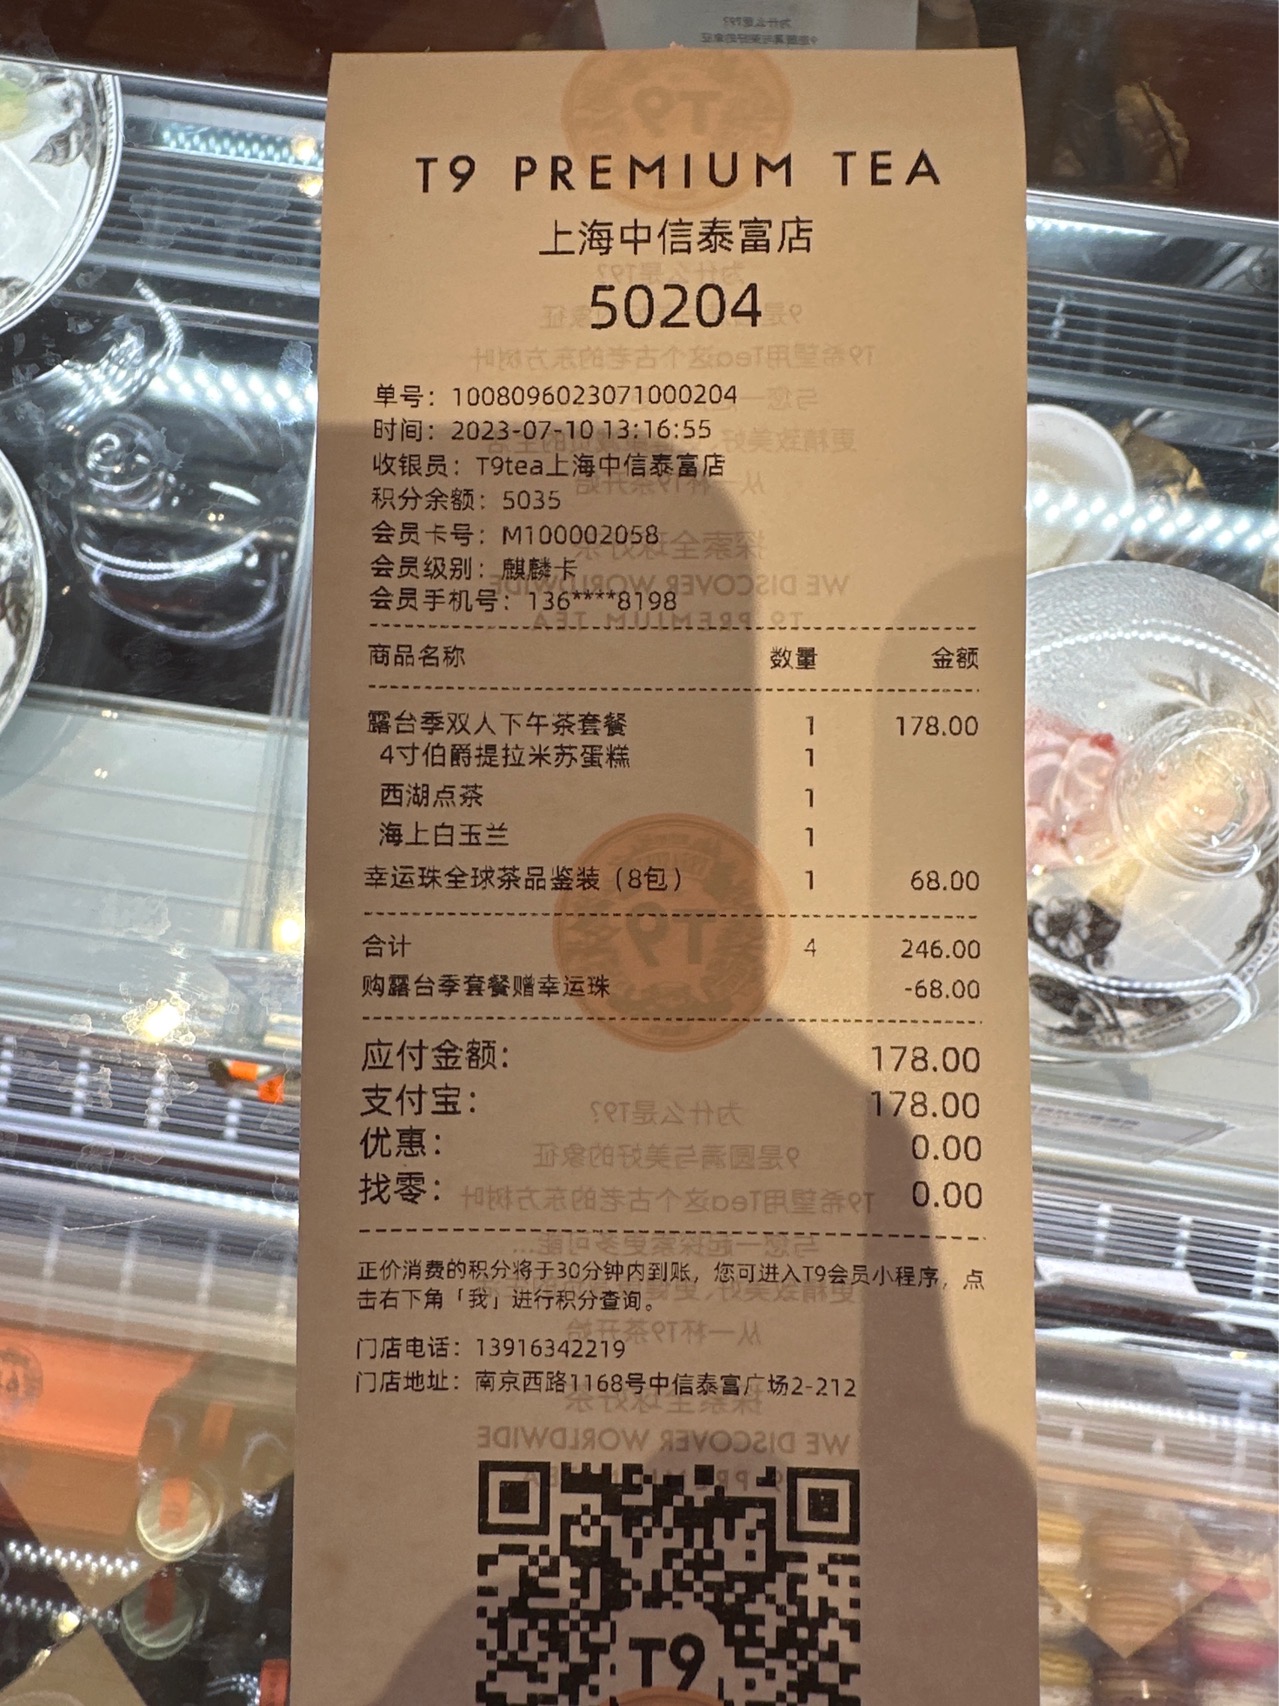 T9 PREMIUM TEA
上海中信泰富店
50204
单号：1008096023071000204
时间：2023-07-10 13:16:55
收银员：T9tea上海中信泰富店
积分余额：5035
会员卡号：M100002058
会员级别：麒麟卡
会员手机号：136****8198
商品名称 数量 金额
露台季双人下午茶套餐 1 178.00
4寸伯爵提拉米苏蛋糕 1
西湖点茶 1
海上白玉兰 1
幸运珠全球茶品鉴装（8包） 1 68.00
合计 4 246.00
购露台季套餐赠幸运珠 -68.00
应付金额： 178.00
支付宝： 178.00
优惠： 0.00
找零： 0.00
正价消费的积分将于30分钟内到账，您可进入T9会员小程序，点
击右下角「我」进行积分查询。
门店电话：13916342219
门店地址：南京西路1168号中信泰富广场2-212
T9